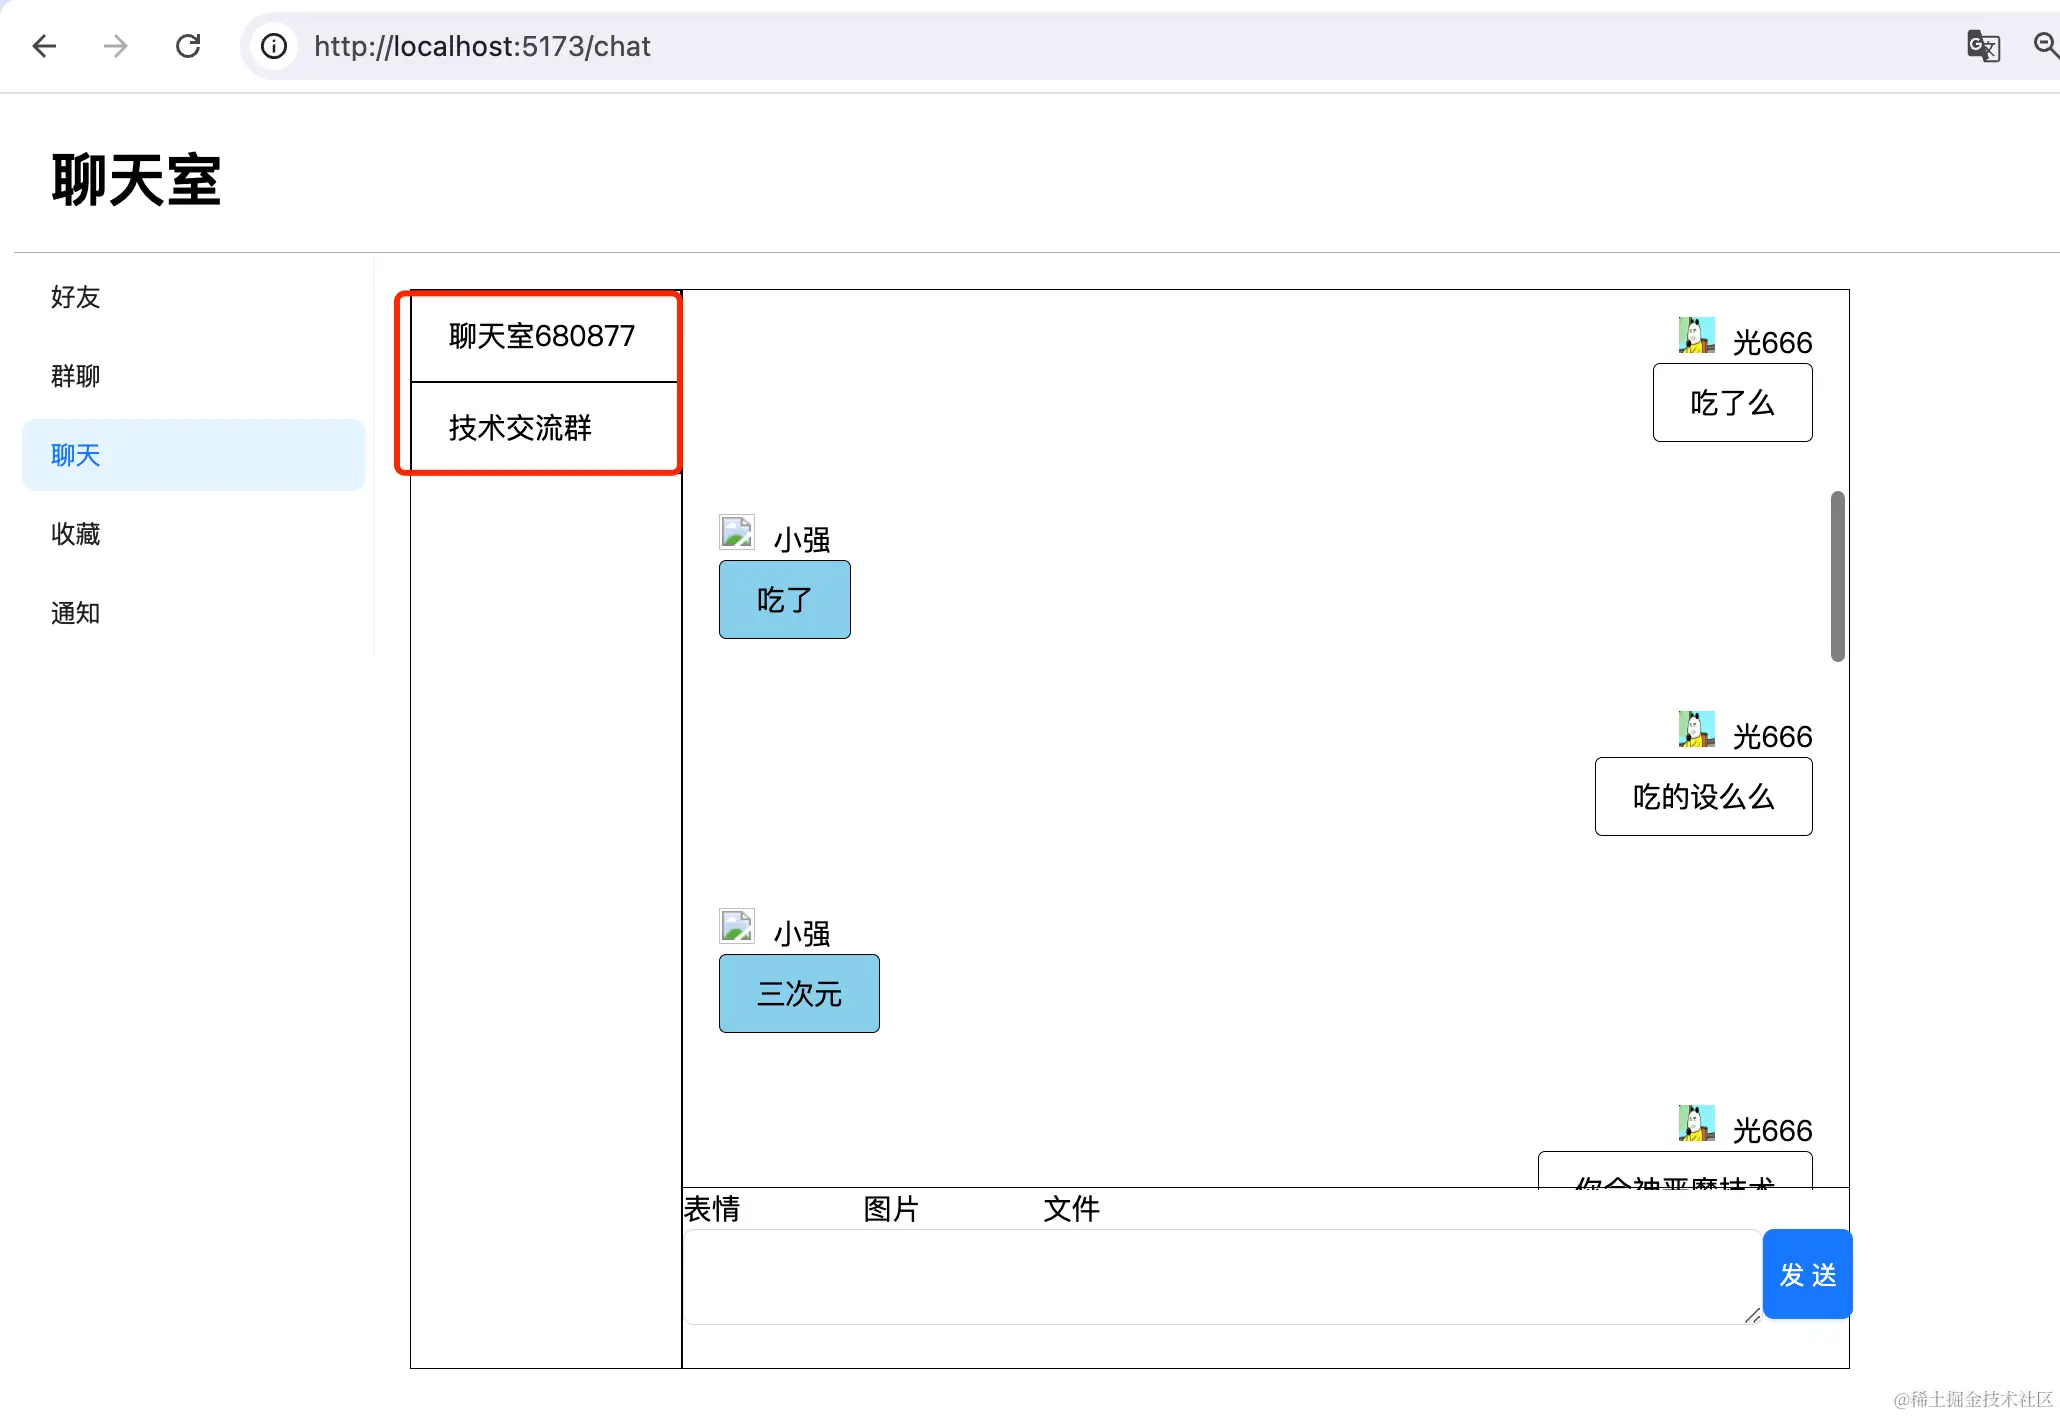 http://localhost:5173/chat
聊天室
好友
群聊
聊天
收藏
通知
聊天室680877
技术交流群
光666
吃了么
小强
吃了
光666
吃的设么么
小强
三次元
光666
表情 图片 文件
发 送
@稀土掘金技术社区